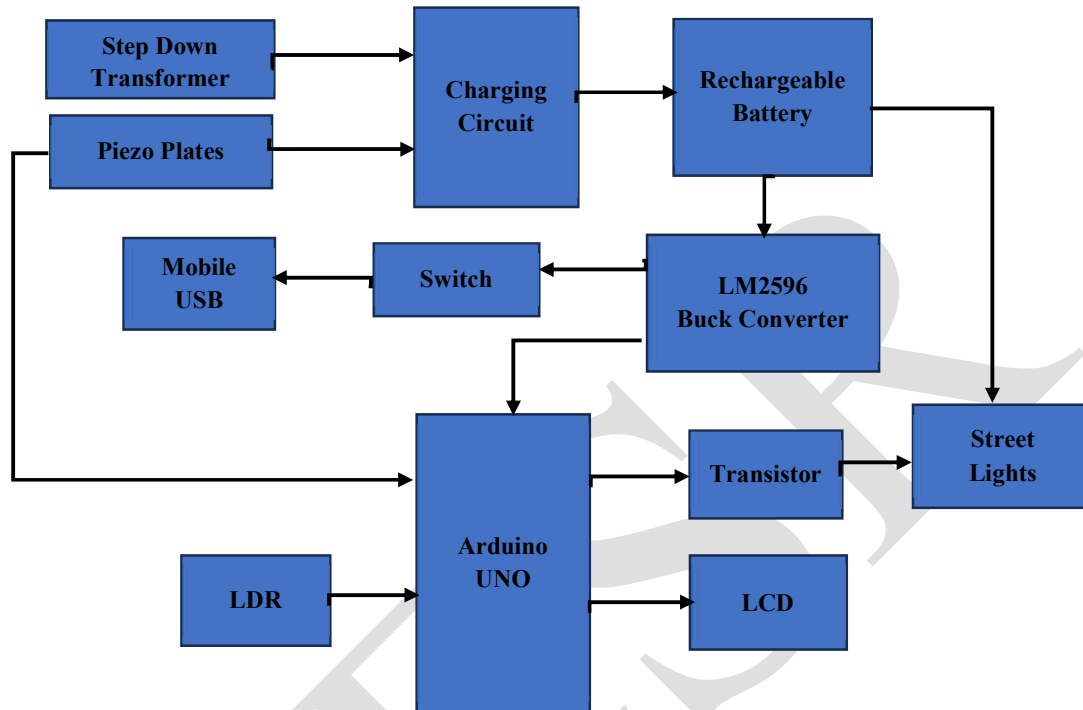 Step Down
Transformer
Charging
Circuit
Rechargeable
Battery
Piezo Plates
Mobile
USB
Switch
LM2596
Buck Converter
Street
Lights
Transistor
Arduino
UNO
LDR
LCD